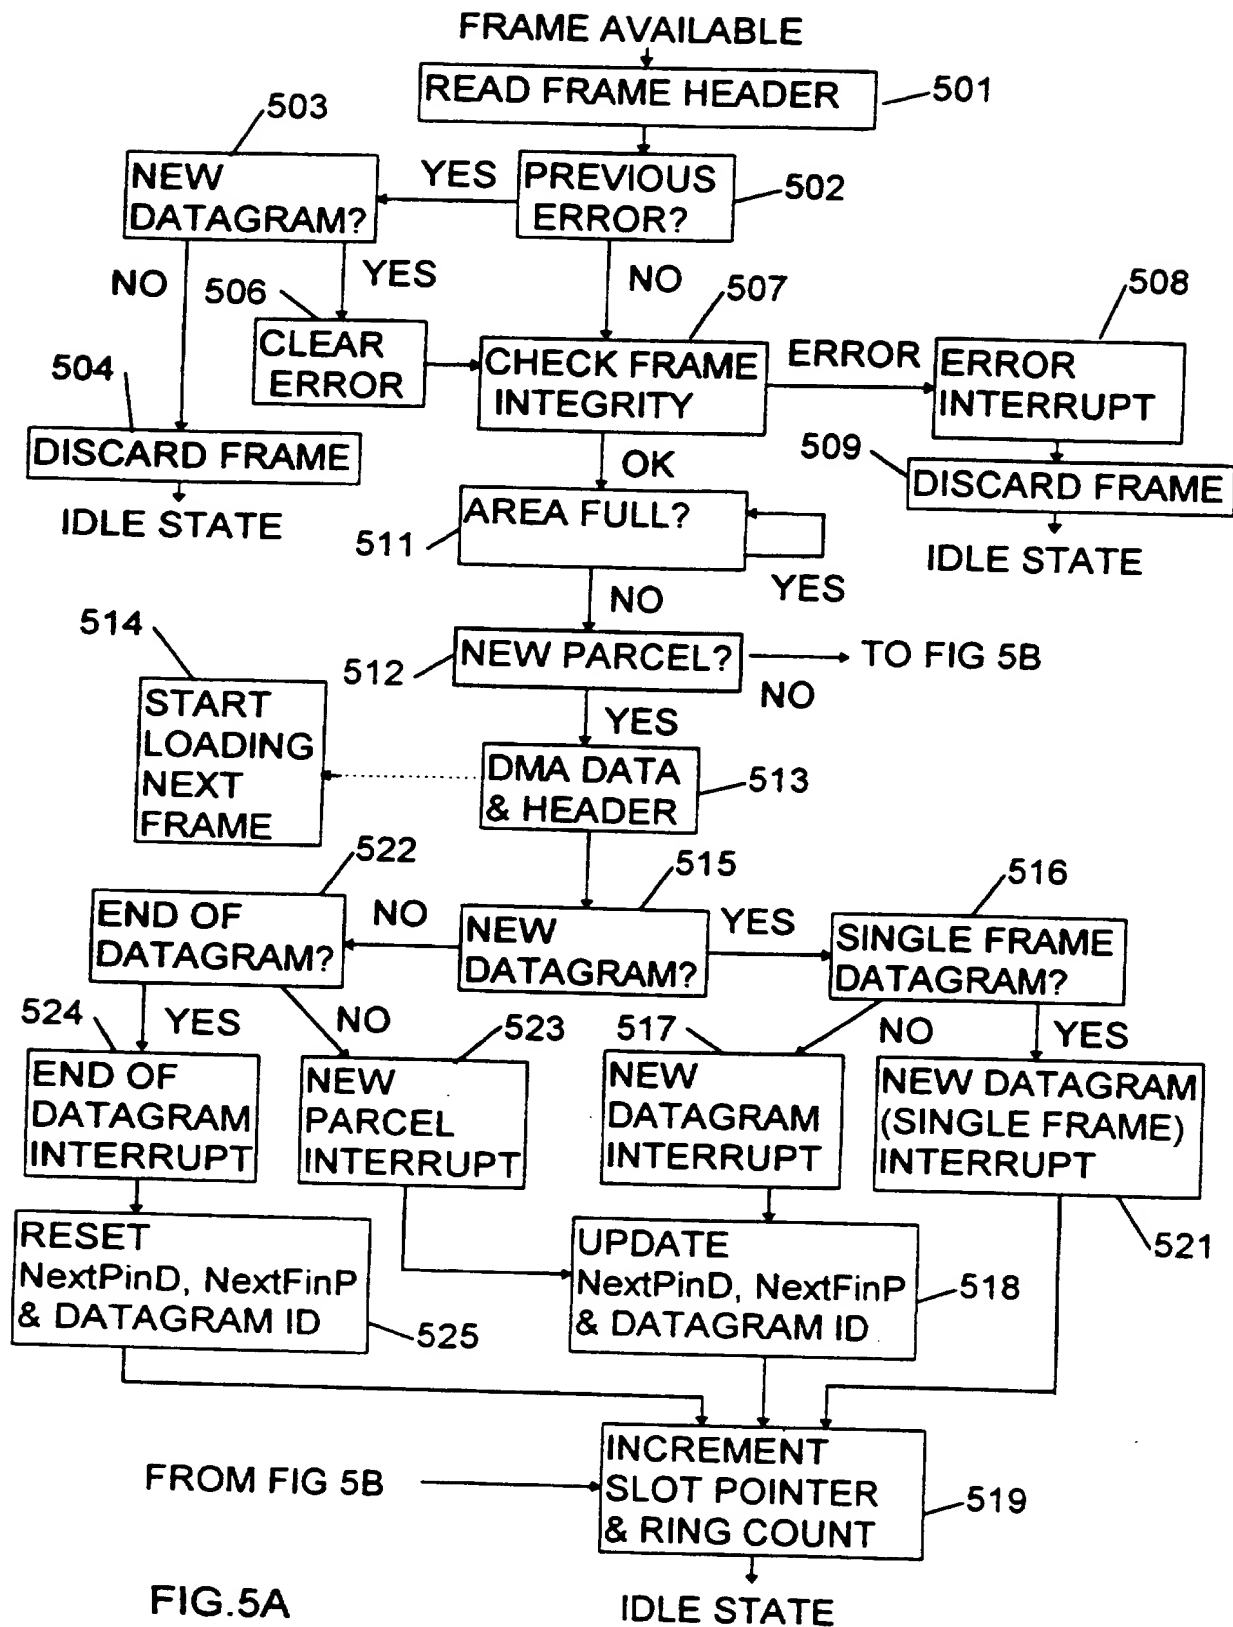 FRAME AVAILABLE
READ FRAME HEADER
501
503
NEW
DATAGRAM?
YES
PREVIOUS
ERROR?
502
NO
YES
506
NO
507
508
CLEAR
ERROR
CHECK FRAME
INTEGRITY
ERROR
ERROR
INTERRUPT
504
DISCARD FRAME
IDLE STATE
OK
509
DISCARD FRAME
IDLE STATE
AREA FULL?
511
YES
NO
514
512
NEW PARCEL?
TO FIG 5B
NO
YES
START
LOADING
NEXT
FRAME
DMA DATA
& HEADER
513
522
515
516
END OF
DATAGRAM?
NO
NEW
DATAGRAM?
YES
SINGLE FRAME
DATAGRAM?
524
YES
NO
523
517
NO
YES
END OF
DATAGRAM
INTERRUPT
NEW
PARCEL
INTERRUPT
NEW
DATAGRAM
INTERRUPT
NEW DATAGRAM
(SINGLE FRAME)
INTERRUPT
521
RESET
NextPinD, NextFinP
& DATAGRAM ID
525
UPDATE
NextPinD, NextFinP
& DATAGRAM ID
518
FROM FIG 5B
INCREMENT
SLOT POINTER
& RING COUNT
519
IDLE STATE
FIG.5A